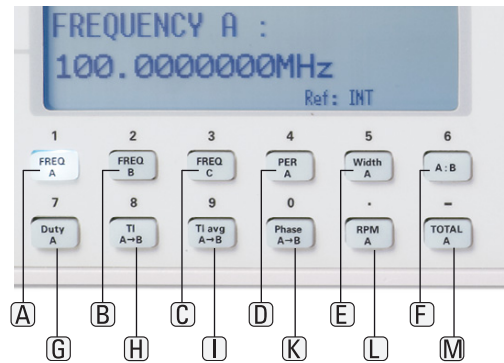 FREQUENCY A :
100.0000000MHz
Ref: INT
1 2 3 4 5 6
FREQ A FREQ B FREQ C PER A Width A A:B
7 8 9 0 . –
Duty A TI A→B TI avg A→B Phase A→B RPM A TOTAL A
A B C D E F
G H I K L M